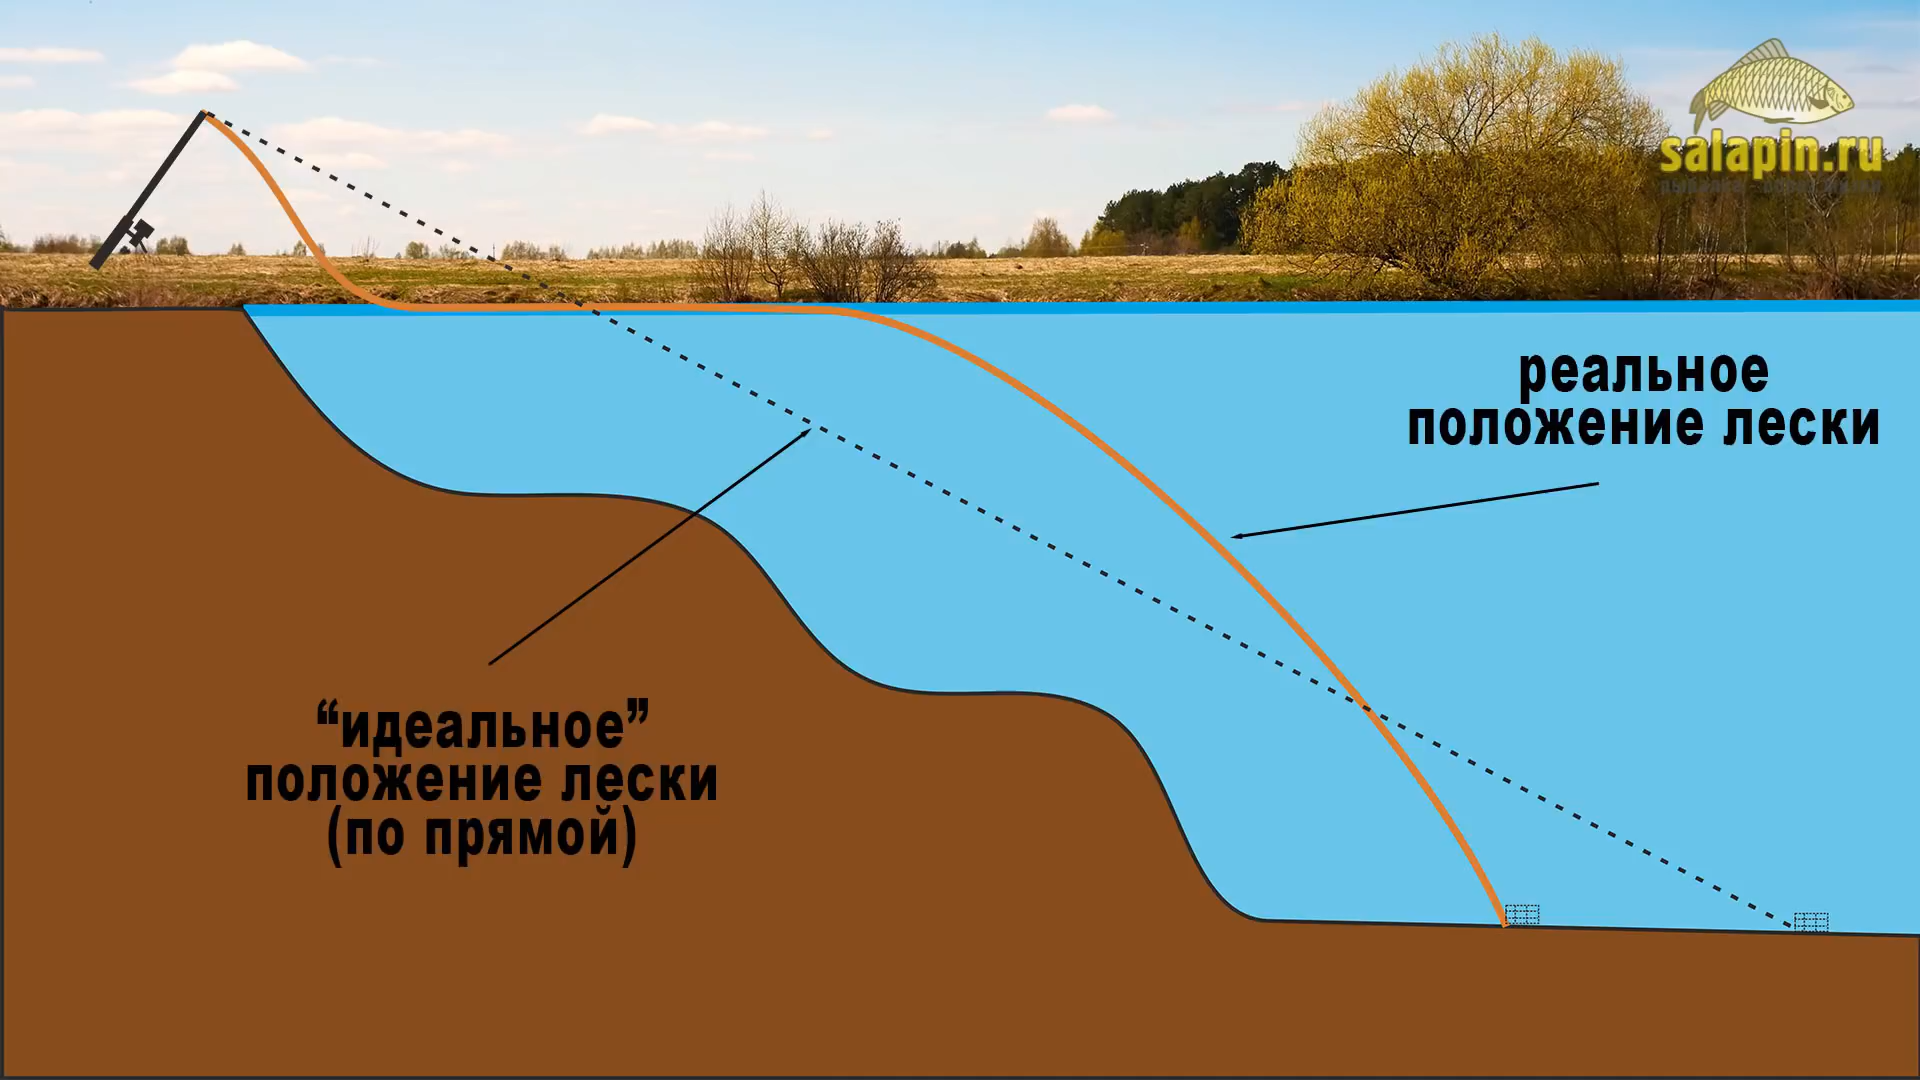 salapin.ru
реальное
положение лески
“идеальное”
положение лески
(по прямой)